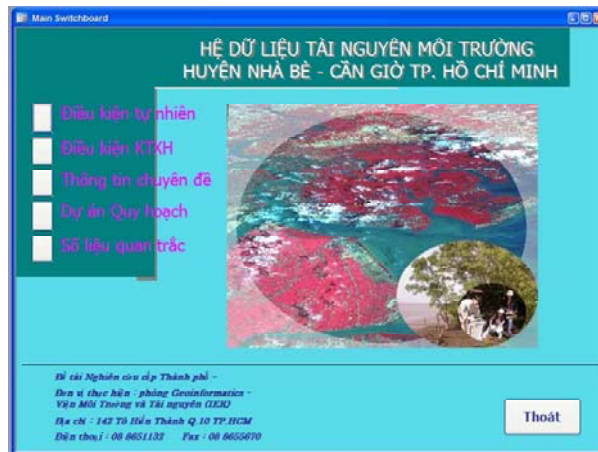 Main Switchboard
HỆ DỮ LIỆU TÀI NGUYÊN MÔI TRƯỜNG
HUYỆN NHÀ BÈ - CẦN GIỜ TP. HỒ CHÍ MINH
Điều kiện tự nhiên
Điều kiện KTXH
Thông tin chuyên đề
Dự án Quy hoạch
Số liệu quan trắc
Đề tài Nghiên cứu cấp Thành phố -
Đơn vị thực hiện : phòng Geoinformatics -
Viện Môi Trường và Tài nguyên (IER)
Địa chỉ : 142 Tô Hiến Thành Q.10 TP.HCM
Điện thoại : 08 8651132 Fax : 08 8655670
Thoát